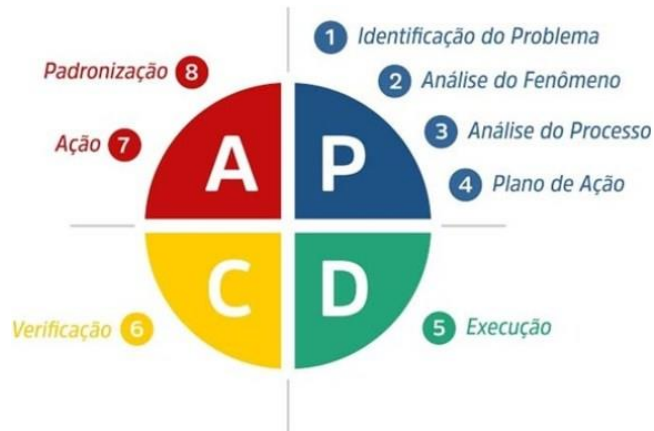 1 Identificação do Problema
Padronização 8
2 Análise do Fenômeno
Ação 7
3 Análise do Processo
A P
4 Plano de Ação
C D
Verificação 6
5 Execução